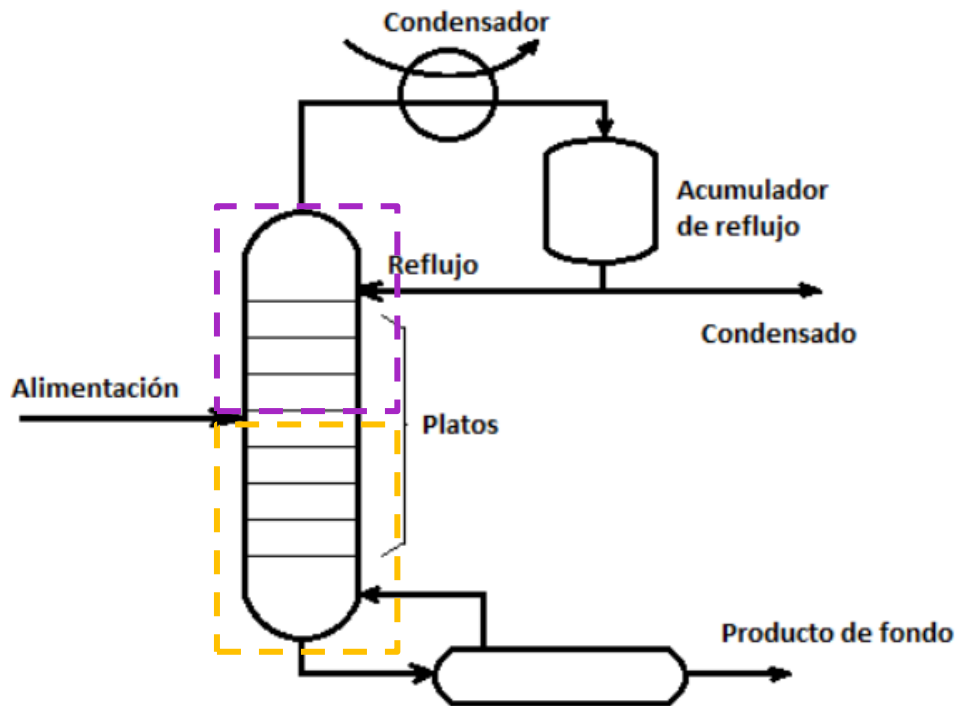 Condensador
Acumulador
de reflujo
Reflujo
Condensado
Alimentación
Platos
Producto de fondo